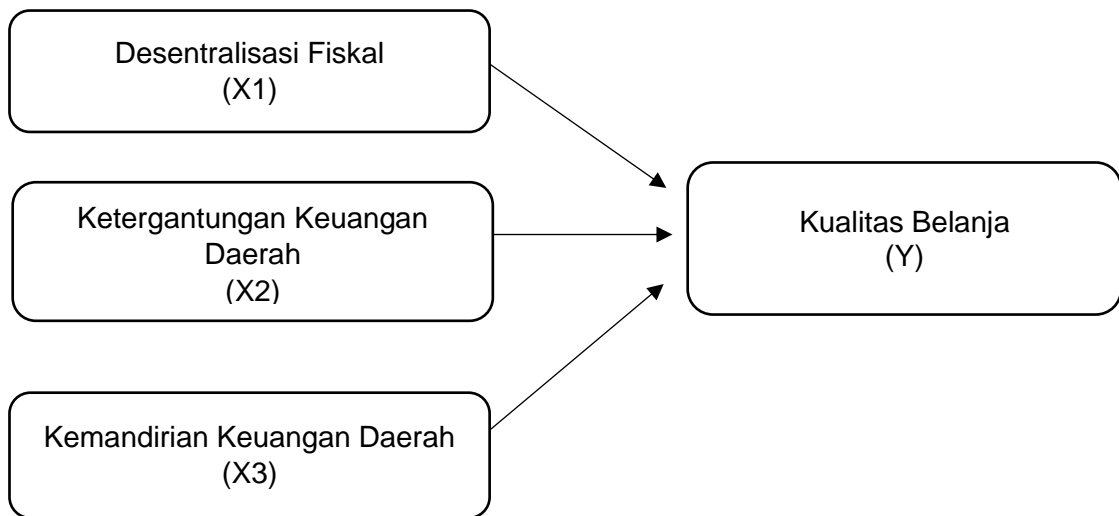 Desentralisasi Fiskal
(X1)
Ketergantungan Keuangan
Daerah
(X2)
Kemandirian Keuangan Daerah
(X3)
Kualitas Belanja
(Y)